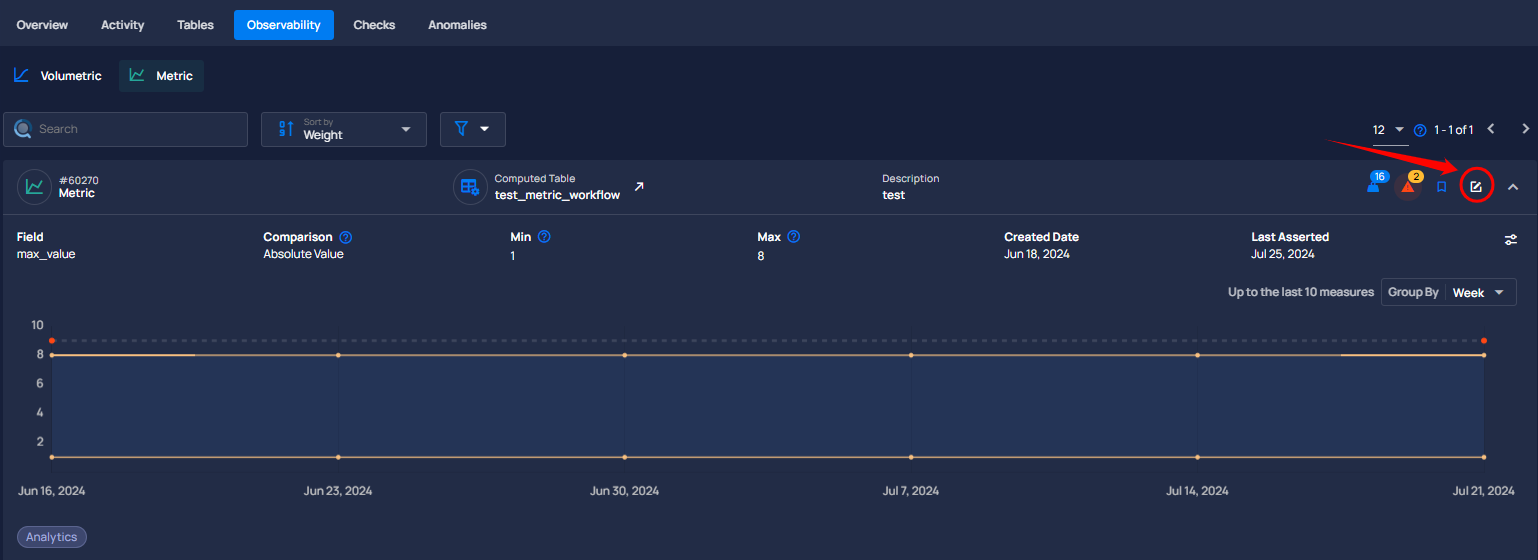 Overview Activity Tables Observability Checks Anomalies
Volumetric Metric
Search Sort by Weight 12 1 - 1 of 1
#60270 Computed Table Description 16 2
Metric test_metric_workflow test
Field Comparison Min Max Created Date Last Asserted
max_value Absolute Value 1 8 Jun 18, 2024 Jul 25, 2024
Up to the last 10 measures Group By Week
10
8
6
4
2
Jun 16, 2024 Jun 23, 2024 Jun 30, 2024 Jul 7, 2024 Jul 14, 2024 Jul 21, 2024
Analytics